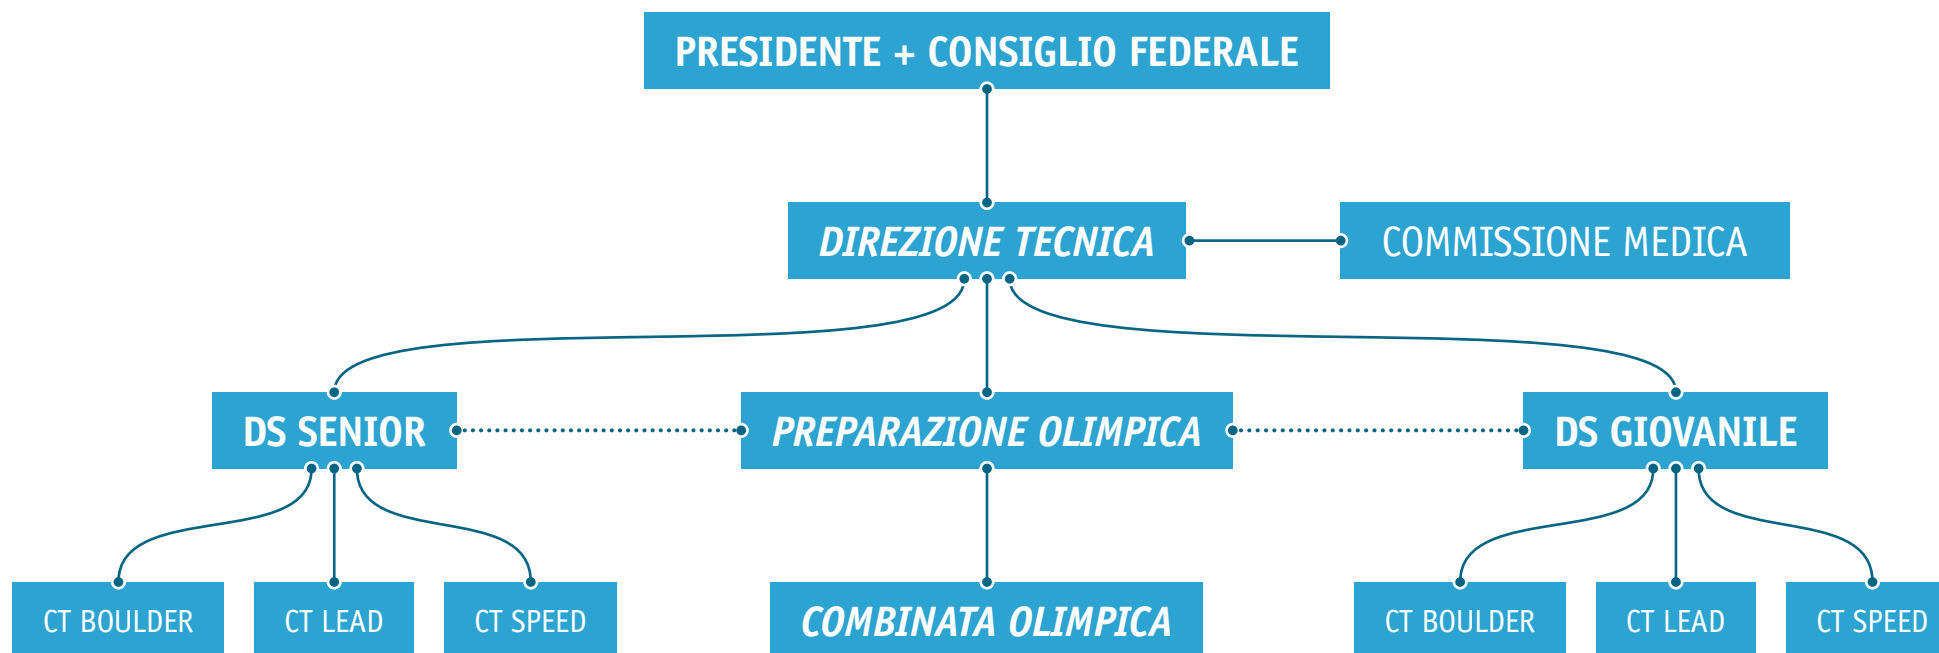 PRESIDENTE + CONSIGLIO FEDERALE
DIREZIONE TECNICA
COMMISSIONE MEDICA
DS SENIOR
PREPARAZIONE OLIMPICA
DS GIOVANILE
CT BOULDER
CT LEAD
CT SPEED
COMBINATA OLIMPICA
CT BOULDER
CT LEAD
CT SPEED